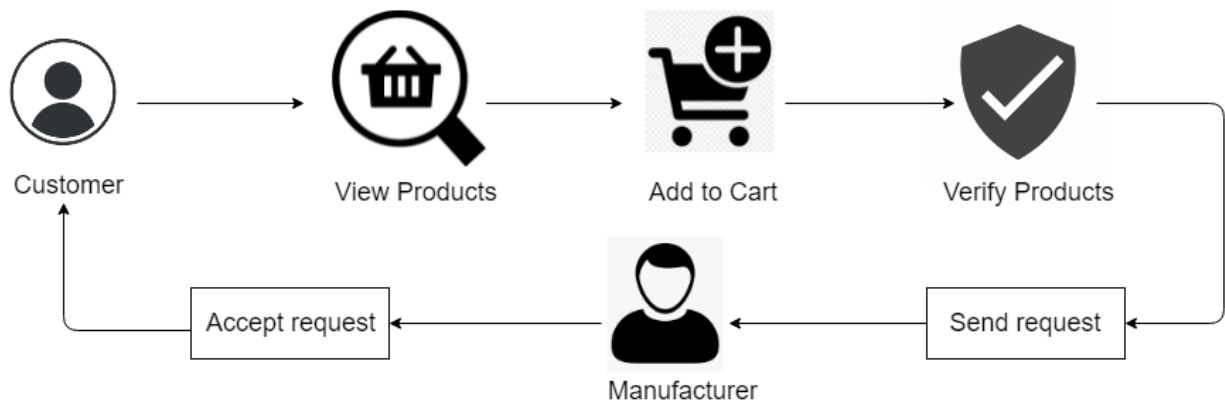 Customer
View Products
Add to Cart
Verify Products
Accept request
Send request
Manufacturer